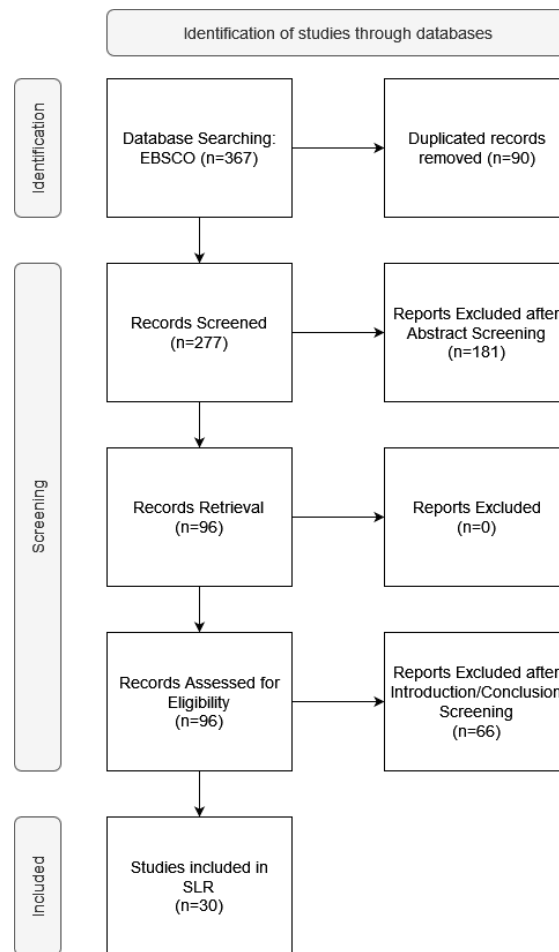 Identification of studies through databases
Identification
Database Searching:
EBSCO (n=367)
Duplicated records
removed (n=90)
Screening
Records Screened
(n=277)
Reports Excluded after
Abstract Screening
(n=181)
Records Retrieval
(n=96)
Reports Excluded
(n=0)
Records Assessed for
Eligibility
(n=96)
Reports Excluded after
Introduction/Conclusion
Screening
(n=66)
Included
Studies included in
SLR
(n=30)